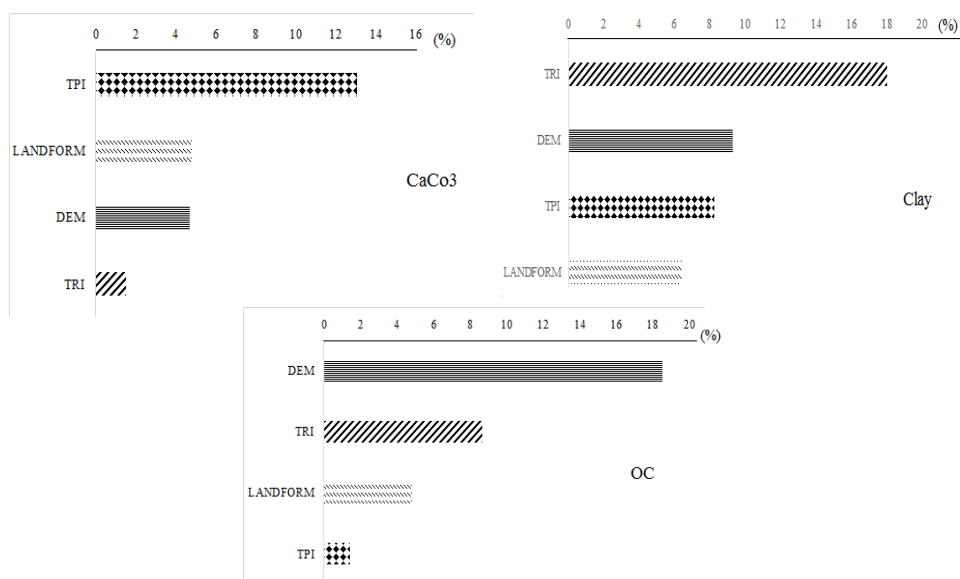 0 2 4 6 8 10 12 14 16 (%)
TPI
LANDFORM
DEM
TRI
CaCo3
0 2 4 6 8 10 12 14 16 18 20 (%)
TRI
DEM
TPI
LANDFORM
Clay
0 2 4 6 8 10 12 14 16 18 20 (%)
DEM
TRI
LANDFORM
TPI
OC